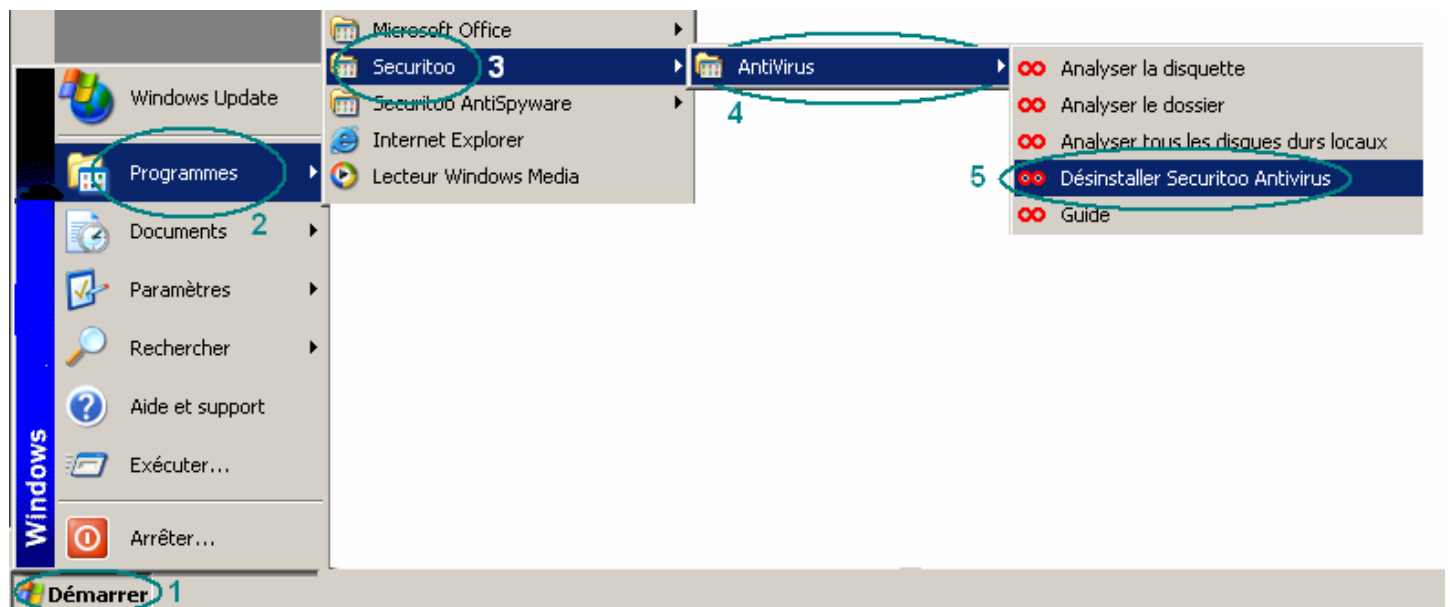 Windows Update
Programmes
2
Documents
Paramètres
Rechercher
Aide et support
Exécuter...
Arrêter...
Windows
Démarrer 1
Microsoft Office
Securitoo 3
Securitoo AntiSpyware
Internet Explorer
Lecteur Windows Media
AntiVirus
4
Analyser la disquette
Analyser le dossier
Analyser tous les disques durs locaux
5 Désinstaller Securitoo Antivirus
Guide